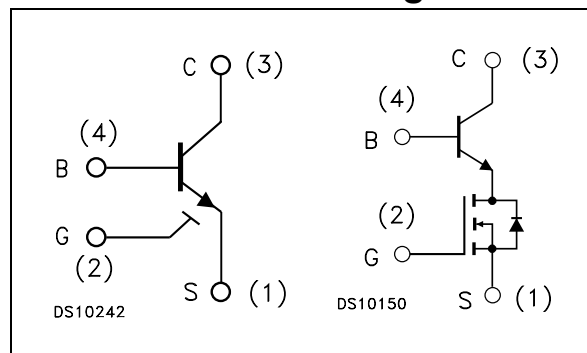 C (3)
(4)
B
G
(2)
S (1)
DS10242
C (3)
(4)
B
(2)
G
S (1)
DS10150